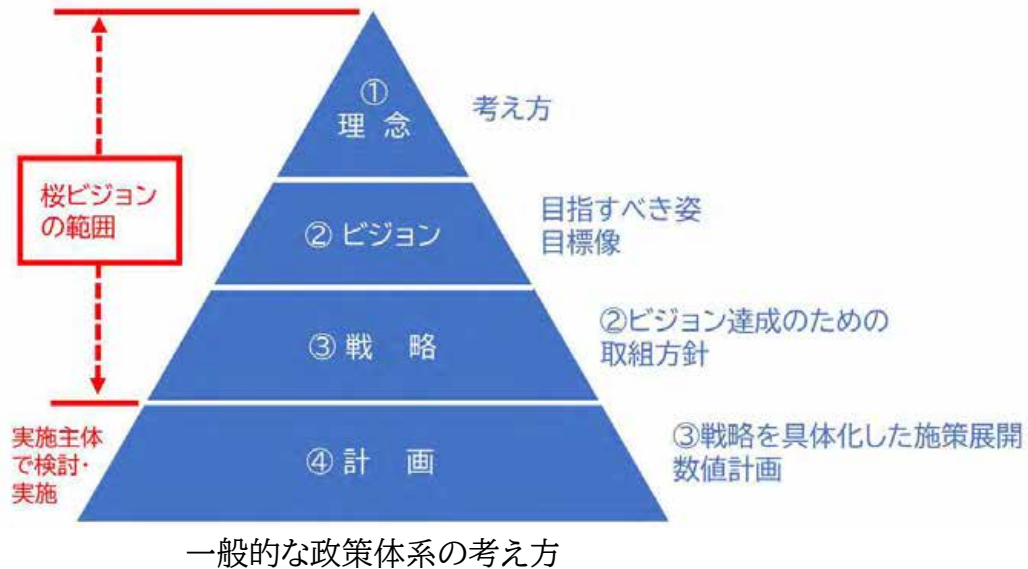 ①
理 念
考え方
桜ビジョン
の範囲
② ビジョン
目指すべき姿
目標像
③ 戦　略
②ビジョン達成のための
取組方針
実施主体
で検討・
実施
④ 計　画
③戦略を具体化した施策展開
数値計画
一般的な政策体系の考え方